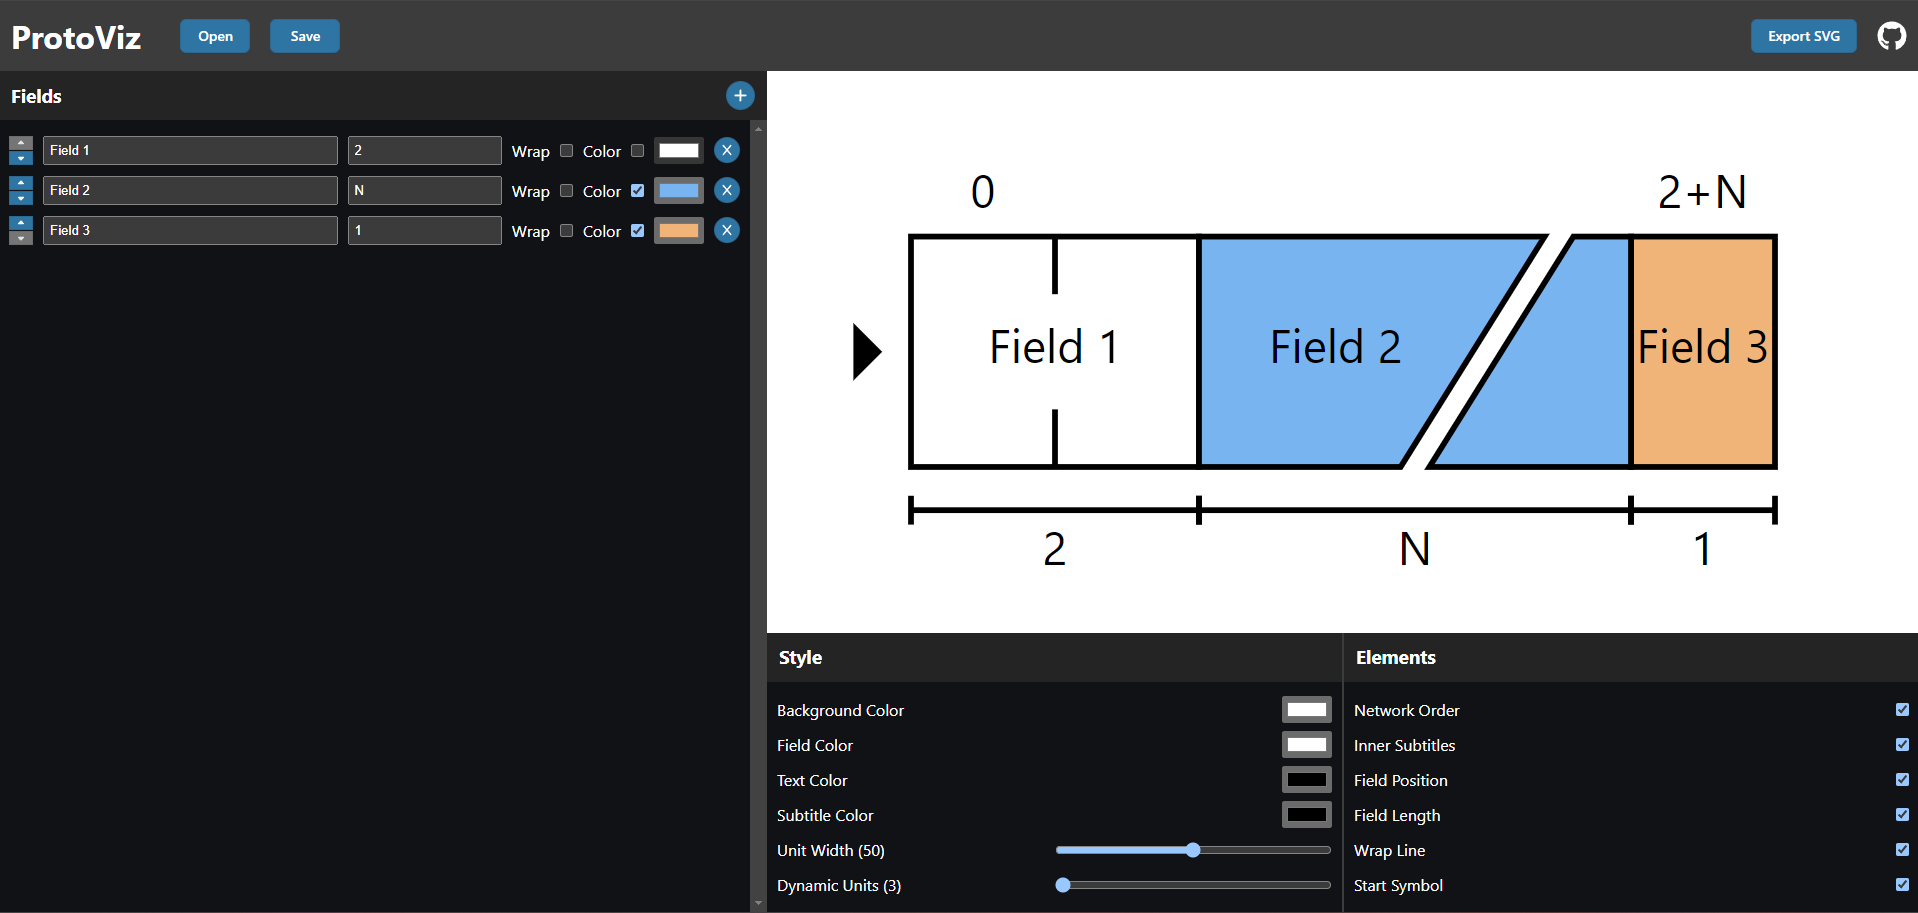 ProtoViz Open Save Export SVG
Fields +
Field 1 2 Wrap Color X
Field 2 N Wrap Color X
Field 3 1 Wrap Color X
0 2+N
Field 1 Field 2 Field 3
2 N 1
Style
Background Color
Field Color
Text Color
Subtitle Color
Unit Width (50)
Dynamic Units (3)
Elements
Network Order
Inner Subtitles
Field Position
Field Length
Wrap Line
Start Symbol